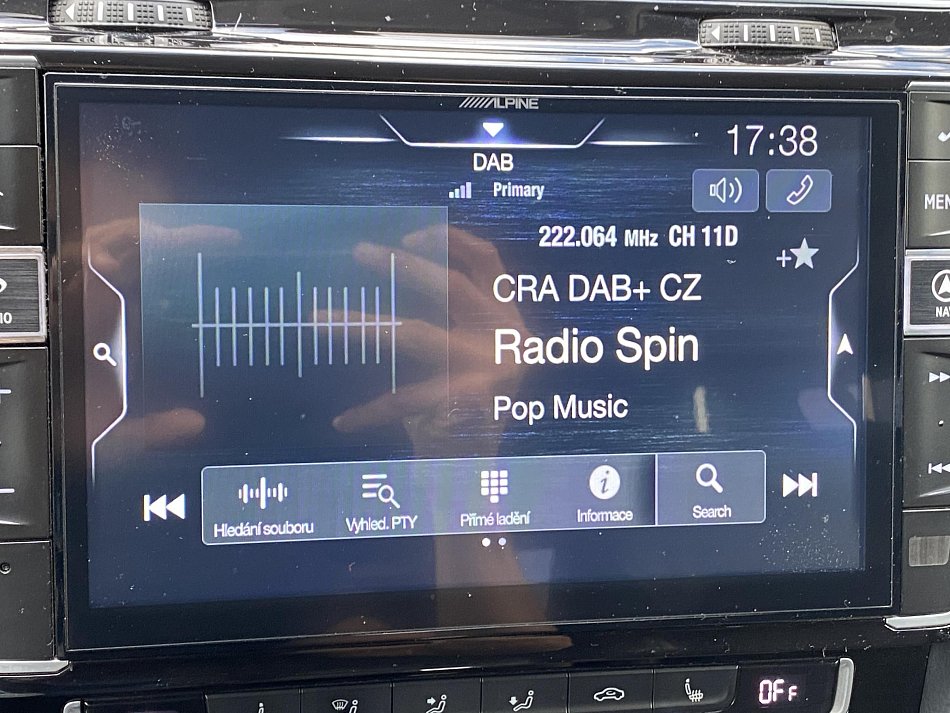 ALPINE
17:38
DAB
Primary
222.064 MHz CH 11D
CRA DAB+ CZ
Radio Spin
Pop Music
Hledání souboru
Vyhled. PTY
Přímé ladění
Informace
Search
OFF